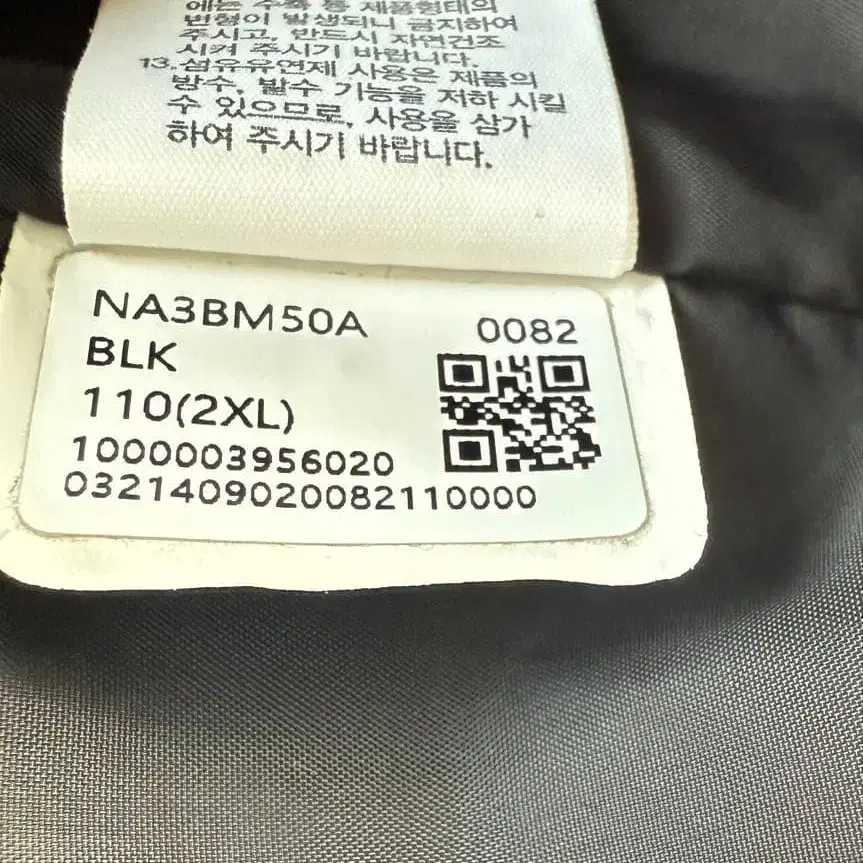 에는 수축 등 제품형태의
변형이 발생되니 금지하여
주시고, 반드시 자연건조
시켜 주시기 바랍니다.
13.섬유유연제 사용은 제품의
방수, 발수 기능을 저하 시킬
수 있으므로, 사용을 삼가
하여 주시기 바랍니다.
NA3BM50A
0082
BLK
110(2XL)
1000003956020
0321409020082110000